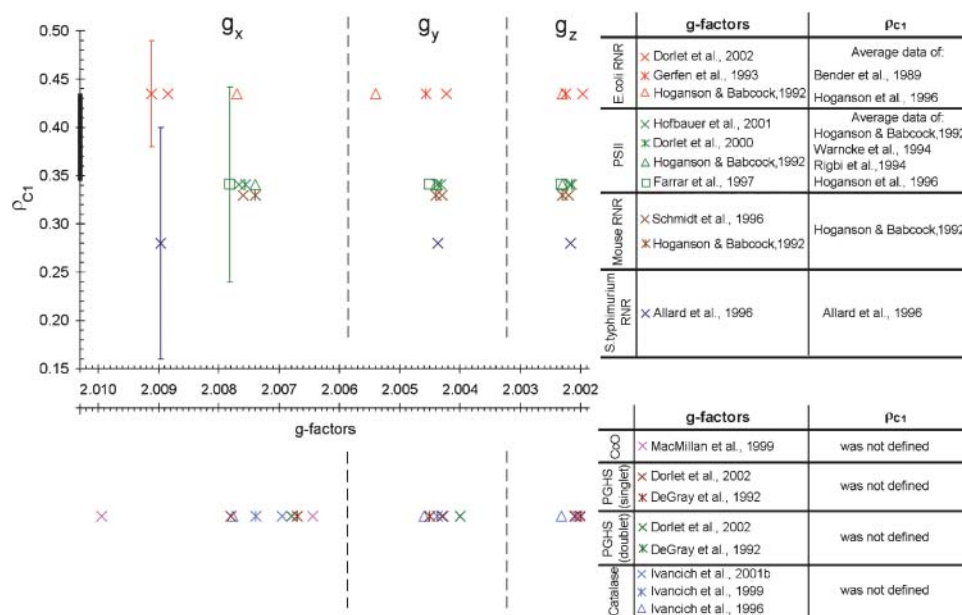 g_x g_y g_z
0.50
0.45
0.40
0.35
0.30
0.25
0.20
0.15
ρC1
2.010 2.009 2.008 2.007 2.006 2.005 2.004 2.003 2.002
g-factors
g-factors ρC1
E.coli RNR
Dorlet et al., 2002
Gerfen et al., 1993
Hoganson & Babcock,1992
Average data of:
Bender et al., 1989
Hoganson et al., 1996
PSII
Hofbauer et al., 2001
Dorlet et al., 2000
Hoganson & Babcock,1992
Farrar et al., 1997
Average data of:
Hoganson & Babcock,1992
Warncke et al., 1994
Rigbi et al., 1994
Hoganson et al., 1996
Mouse RNR
Schmidt et al., 1996
Hoganson & Babcock, 1992
Hoganson & Babcock,1992
S.typhimurium
RNR
Allard et al., 1996
Allard et al., 1996
g-factors ρC1
CoO
MacMillan et al., 1999
was not defined
PGHS
(singlet)
Dorlet et al., 2002
DeGray et al., 1992
was not defined
PGHS
(doublet)
Dorlet et al., 2002
DeGray et al., 1992
was not defined
Catalase
Ivancich et al., 2001b
Ivancich et al., 1999
Ivancich et al., 1996
was not defined